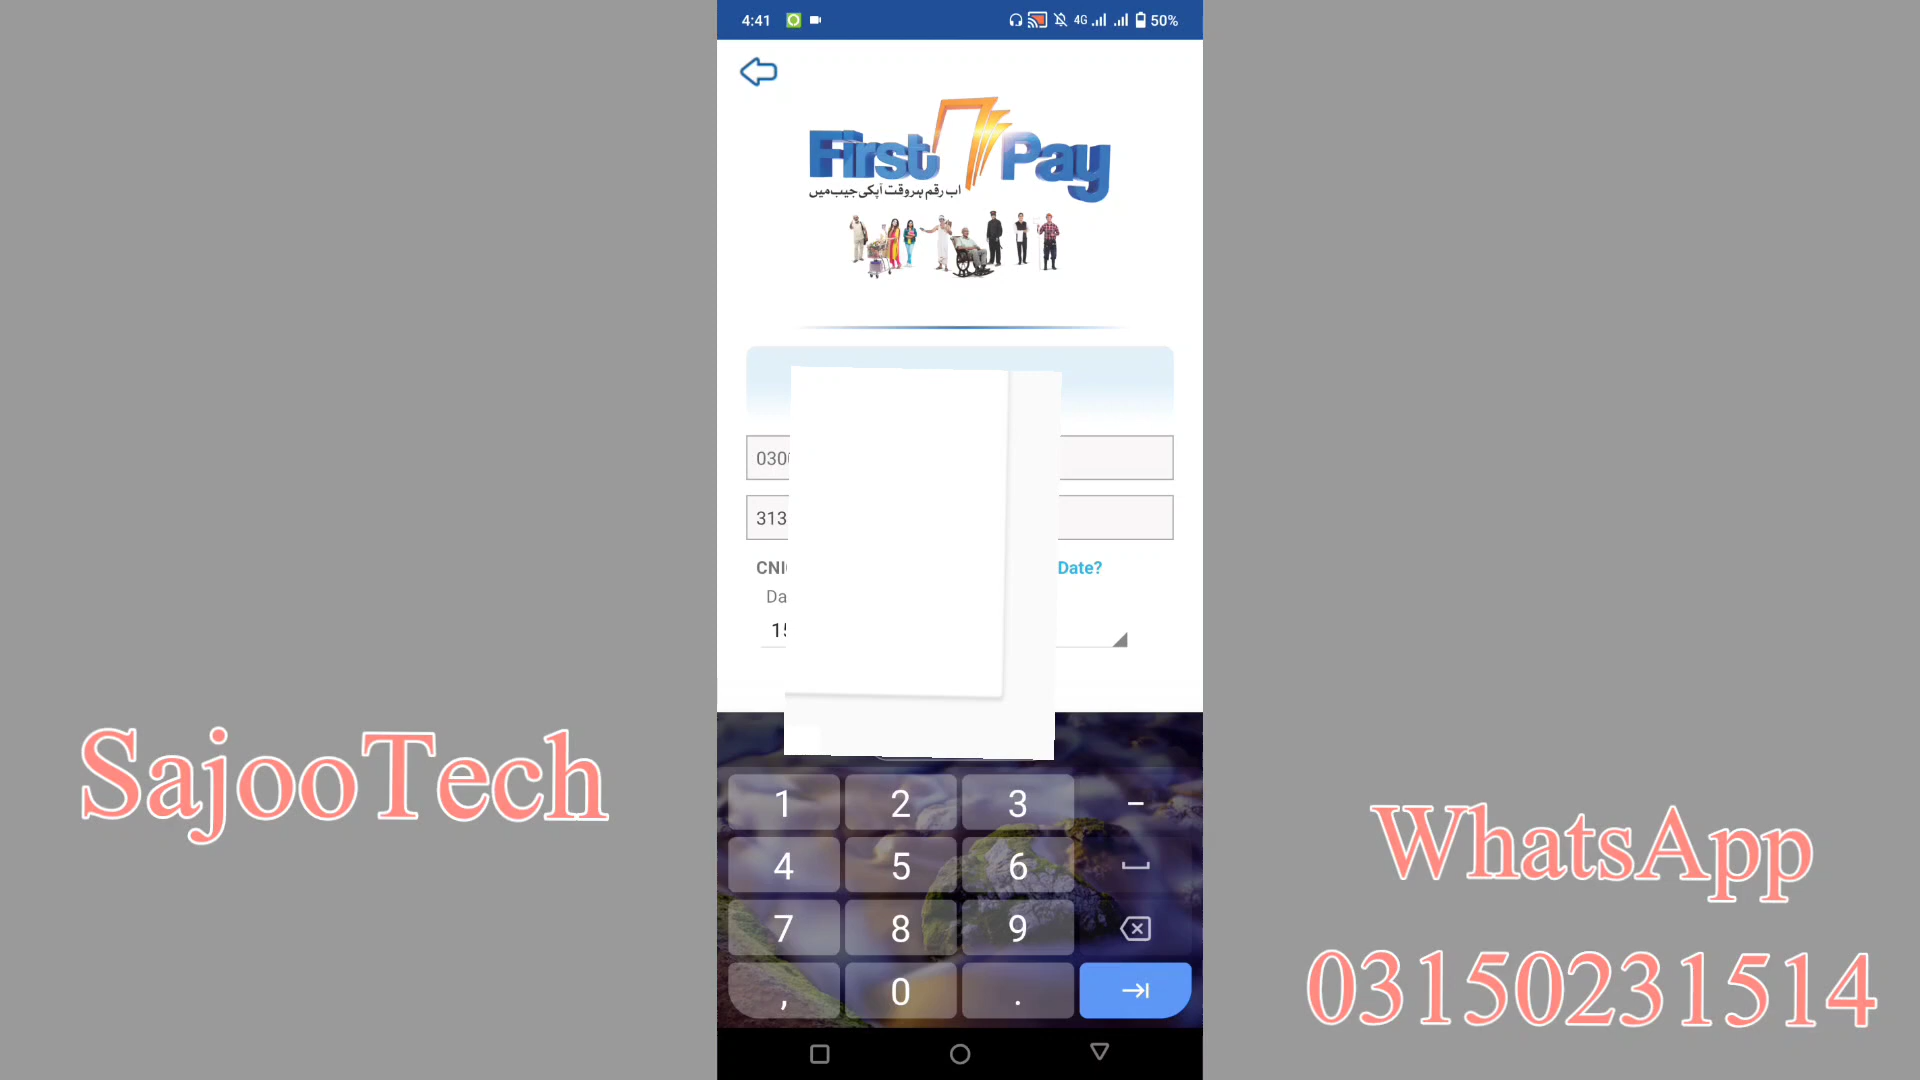 4:41 4G 50%
First Pay
اب رقم ہر وقت آپکی جیب میں
030
313
CNI Date?
Da
15
SajooTech
WhatsApp
03150231514
1 2 3 -
4 5 6
7 8 9
, 0 .